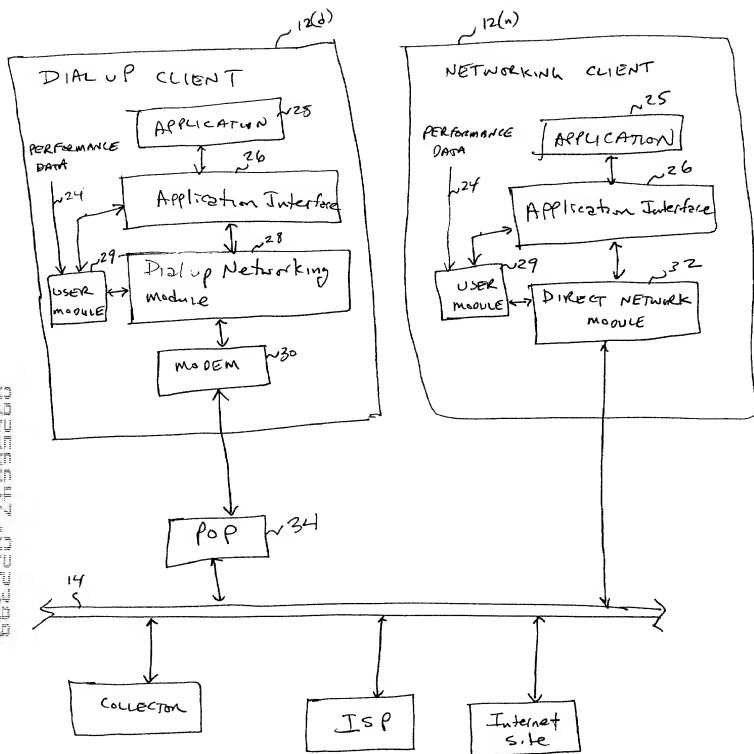 12(d)
DIAL UP CLIENT
APPLICATION
25
PERFORMANCE
DATA
24
26
Application Interface
29
28
USER
MODULE
Dialup Networking
Module
MODEM
30
12(n)
NETWORKING CLIENT
25
APPLICATION
PERFORMANCE
DATA
24
26
Application Interface
29
32
USER
MODULE
DIRECT NETWORK
MODULE
POP
34
14
COLLECTOR
ISP
Internet
Site